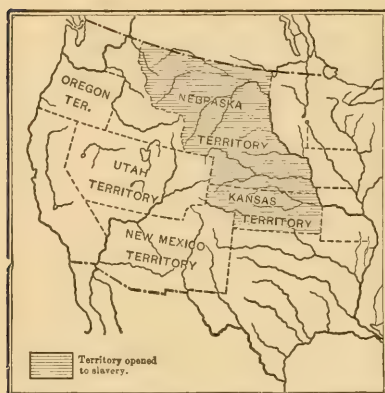 OREGON
TER.
NEBRASKA
TERRITORY
UTAH
TERRITORY
KANSAS
TERRITORY
NEW MEXICO
TERRITORY
Territory opened
to slavery.